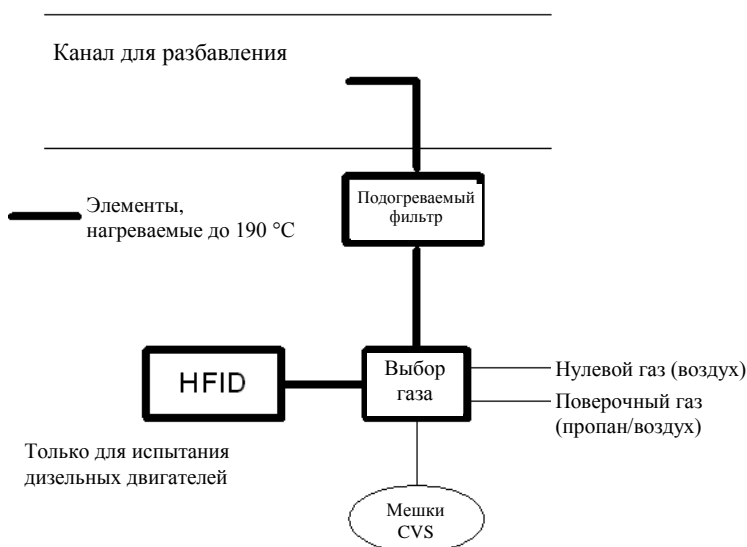 Канал для разбавления
Подогреваемый
фильтр
Элементы,
нагреваемые до 190 °C
HFID
Выбор
газа
Нулевой газ (воздух)
Поверочный газ
(пропан/воздух)
Только для испытания
дизельных двигателей
Мешки
CVS